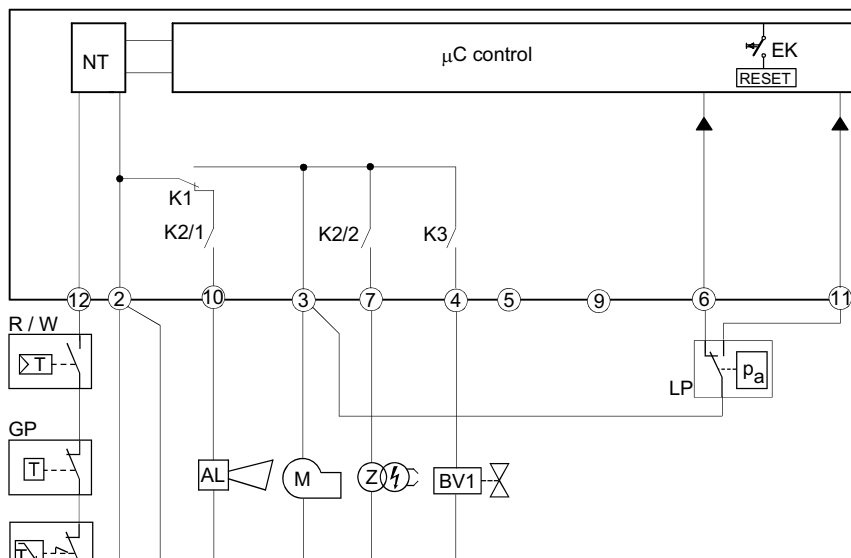 NT
µC control
EK
RESET
K1
K2/1
K2/2
K3
12
2
10
3
7
4
5
9
6
11
R / W
T
LP
pa
GP
T
AL
M
Z
BV1
T